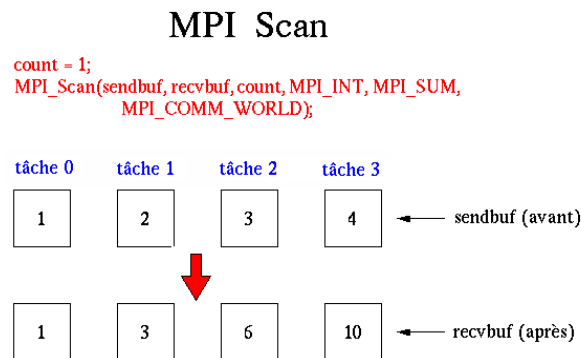 MPI Scan
count = 1;
MPI_Scan(sendbuf, recvbuf, count, MPI_INT, MPI_SUM,
MPI_COMM_WORLD);
tâche 0 tâche 1 tâche 2 tâche 3
1 2 3 4 sendbuf (avant)
1 3 6 10 recvbuf (après)